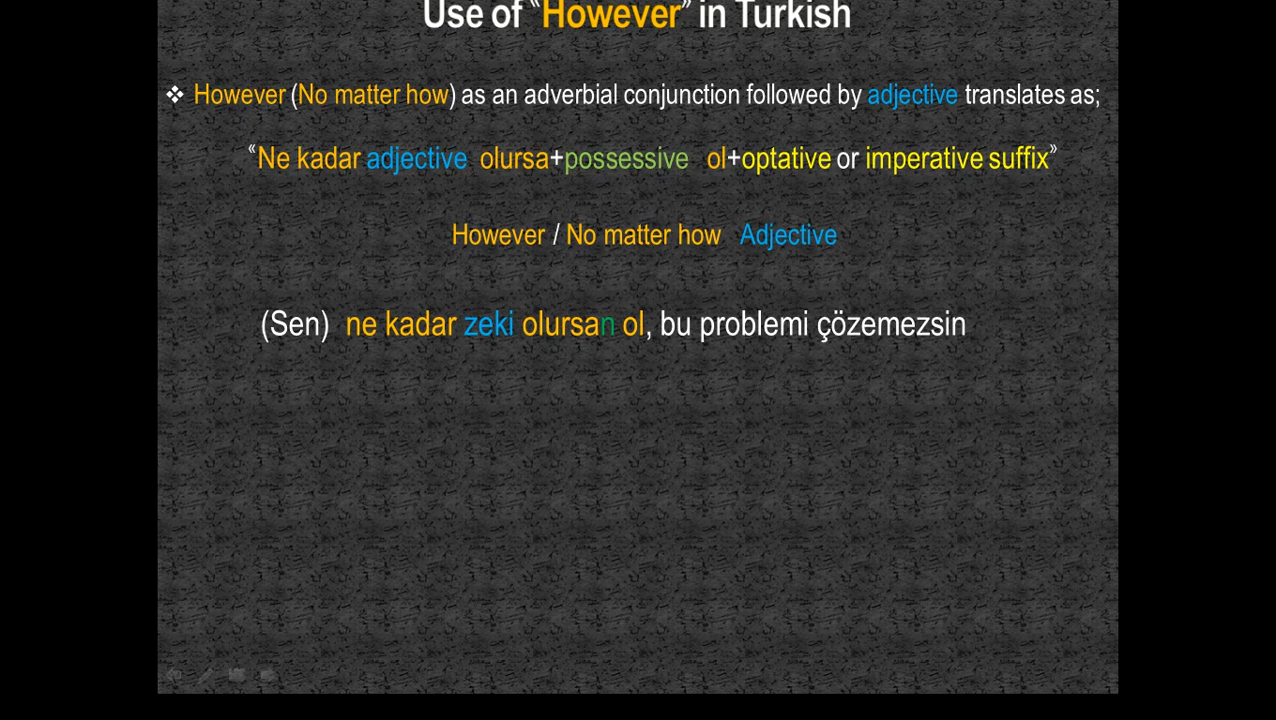 Use of “However” in Turkish
❖ However (No matter how) as an adverbial conjunction followed by adjective translates as;
“Ne kadar adjective olursa+possessive ol+optative or imperative suffix”
However / No matter how Adjective
(Sen) ne kadar zeki olursan ol, bu problemi çözemezsin